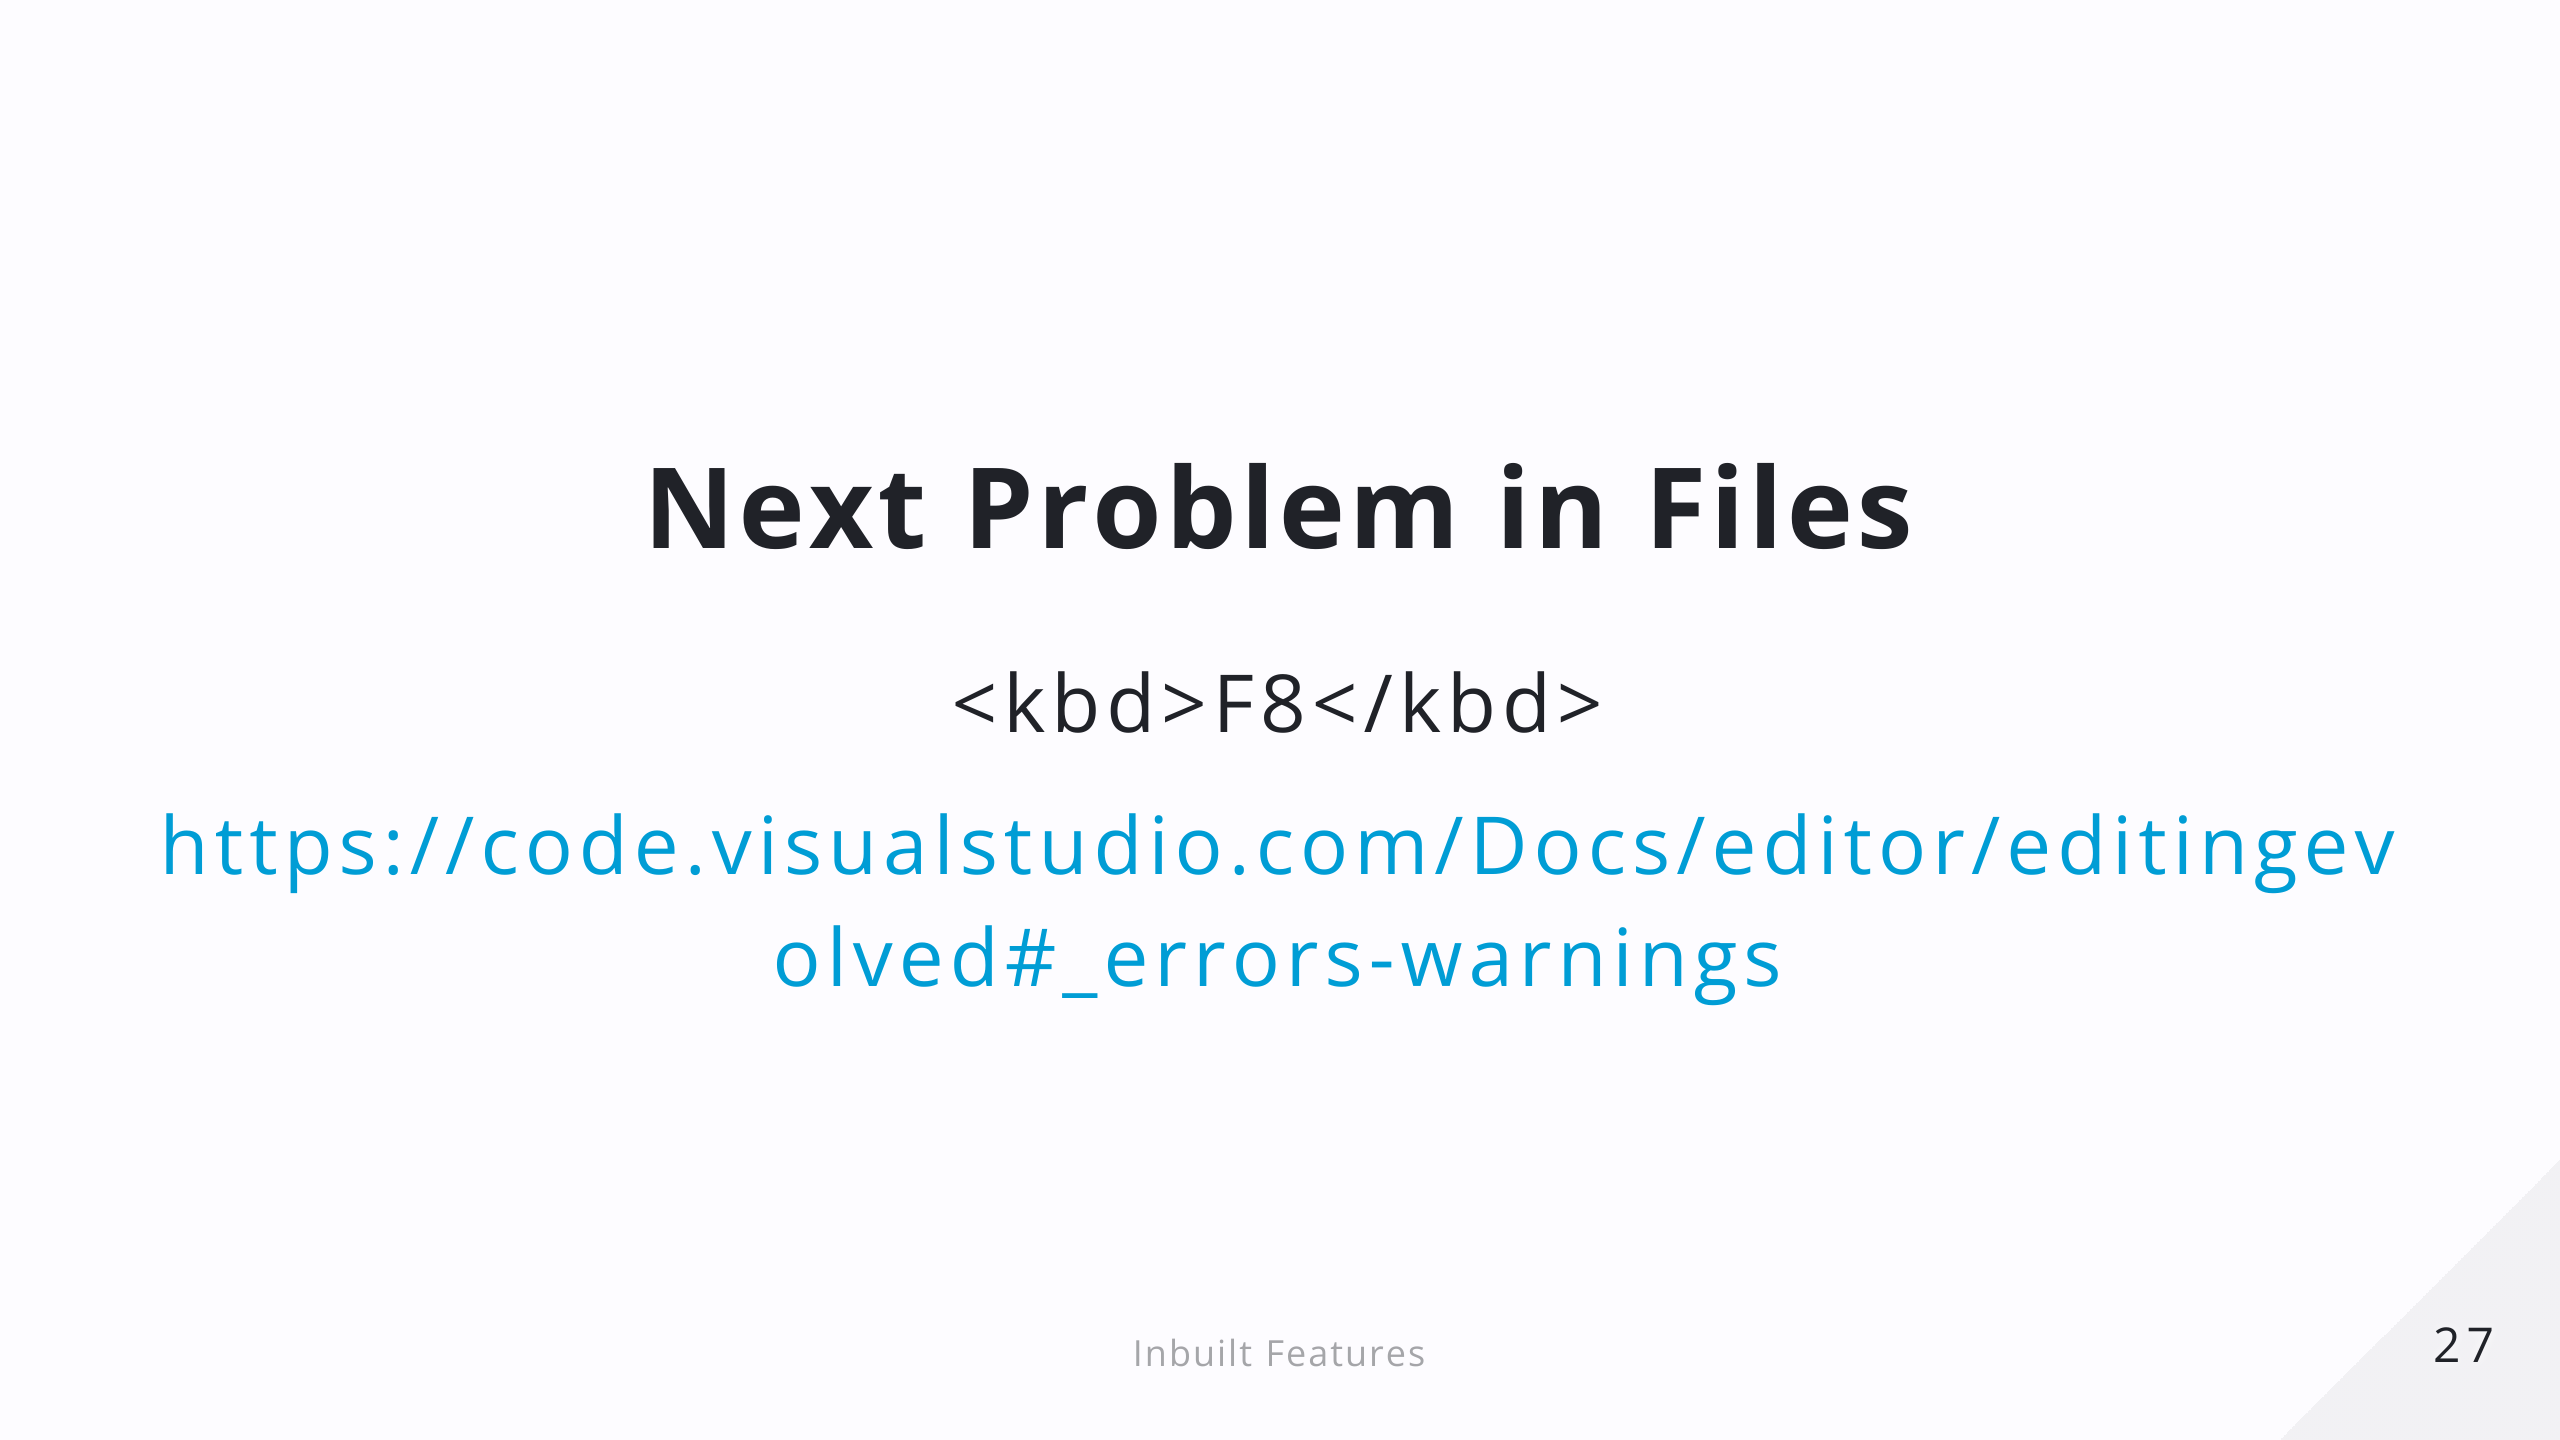 Next Problem in Files
<kbd>F8</kbd>
https://code.visualstudio.com/Docs/editor/editingev
olved#_errors-warnings
Inbuilt Features
27